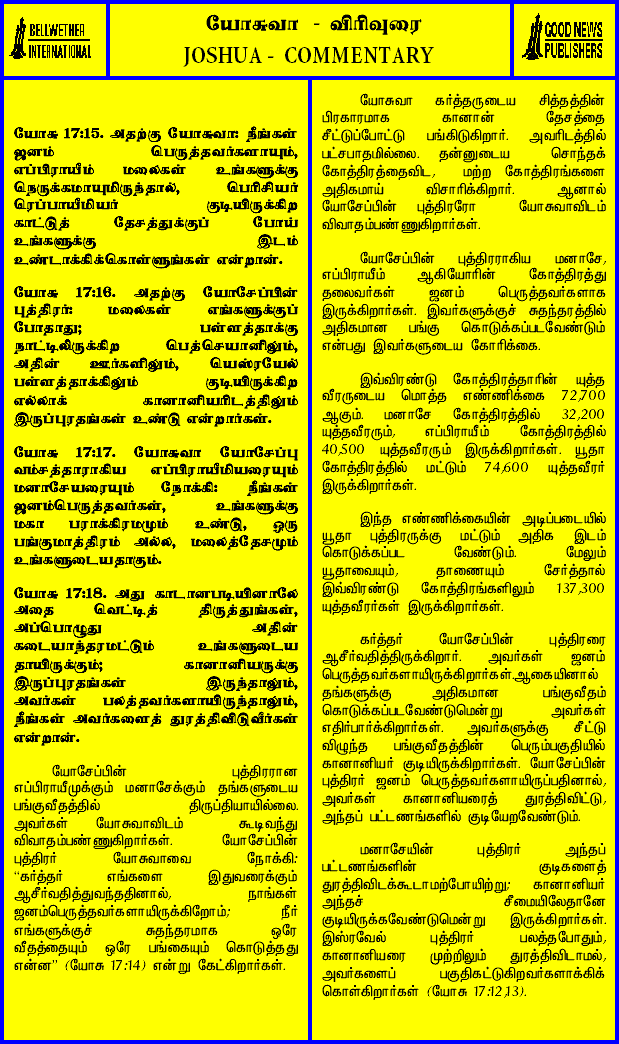 BELLWETHER
INTERNATIONAL
யோசுவா - விரிவுரை
JOSHUA - COMMENTARY
GOOD NEWS
PUBLISHERS
யோசு 17:15. அதற்கு யோசுவா: நீங்கள்
ஜனம் பெருத்தவர்களாயும்,
எப்பிராயீம் மலைகள் உங்களுக்கு
நெருக்கமாயுமிருந்தால், பெரிசியர்
ரெப்பாயீமியர் குடியிருக்கிற
காட்டுத் தேசத்துக்குப் போய்
உங்களுக்கு இடம்
உண்டாக்கிக்கொள்ளுங்கள் என்றான்.
யோசு 17:16. அதற்கு யோசேப்பின்
புத்திரர்: மலைகள் எங்களுக்குப்
போதாது; பள்ளத்தாக்கு
நாட்டிலிருக்கிற பெத்செயானிலும்,
அதின் ஊர்களிலும், யெஸ்ரயேல்
பள்ளத்தாக்கிலும் குடியிருக்கிற
எல்லாக் கானானியரிடத்திலும்
இருப்புரதங்கள் உண்டு என்றார்கள்.
யோசு 17:17. யோசுவா யோசேப்பு
வம்சத்தாராகிய எப்பிராயீமியரையும்
மனாசேயரையும் நோக்கி: நீங்கள்
ஜனம்பெருத்தவர்கள், உங்களுக்கு
மகா பராக்கிரமமும் உண்டு, ஒரு
பங்குமாத்திரம் அல்ல, மலைத்தேசமும்
உங்களுடையதாகும்.
யோசு 17:18. அது காடானபடியினாலே
அதை வெட்டித் திருத்துங்கள்,
அப்பொழுது அதின்
கடையாந்தரமட்டும் உங்களுடைய
தாயிருக்கும்; கானானியருக்கு
இருப்புரதங்கள் இருந்தாலும்,
அவர்கள் பலத்தவர்களாயிருந்தாலும்,
நீங்கள் அவர்களைத் துரத்திவிடுவீர்கள்
என்றான்.
யோசேப்பின் புத்திரரான
எப்பிராயீமுக்கும் மனாசேக்கும் தங்களுடைய
பங்குவீதத்தில் திருப்தியாயில்லை.
அவர்கள் யோசுவாவிடம் கூடிவந்து
விவாதம்பண்ணுகிறார்கள். யோசேப்பின்
புத்திரர் யோசுவாவை நோக்கி:
“கர்த்தர் எங்களை இதுவரைக்கும்
ஆசீர்வதித்துவந்ததினால், நாங்கள்
ஜனம்பெருத்தவர்களாயிருக்கிறோம்; நீர்
எங்களுக்குச் சுதந்தரமாக ஒரே
வீதத்தையும் ஒரே பங்கையும் கொடுத்தது
என்ன” (யோசு 17:14) என்று கேட்கிறார்கள்.
யோசுவா கர்த்தருடைய சித்தத்தின்
பிரகாரமாக கானான் தேசத்தை
சீட்டுப்போட்டு பங்கிடுகிறார். அவரிடத்தில்
பட்சபாதமில்லை. தன்னுடைய சொந்தக்
கோத்திரத்தைவிட, மற்ற கோத்திரங்களை
அதிகமாய் விசாரிக்கிறார். ஆனால்
யோசேப்பின் புத்திரரோ யோசுவாவிடம்
விவாதம்பண்ணுகிறார்கள்.
யோசேப்பின் புத்திரராகிய மனாசே,
எப்பிராயீம் ஆகியோரின் கோத்திரத்து
தலைவர்கள் ஜனம் பெருத்தவர்களாக
இருக்கிறார்கள். இவர்களுக்குச் சுதந்தரத்தில்
அதிகமான பங்கு கொடுக்கப்படவேண்டும்
என்பது இவர்களுடைய கோரிக்கை.
இவ்விரண்டு கோத்திரத்தாரின் யுத்த
வீரருடைய மொத்த எண்ணிக்கை 72,700
ஆகும். மனாசே கோத்திரத்தில் 32,200
யுத்தவீரரும், எப்பிராயீம் கோத்திரத்தில்
40,500 யுத்தவீரரும் இருக்கிறார்கள். யூதா
கோத்திரத்தில் மட்டும் 74,600 யுத்தவீரர்
இருக்கிறார்கள்.
இந்த எண்ணிக்கையின் அடிப்படையில்
யூதா புத்திரருக்கு மட்டும் அதிக இடம்
கொடுக்கப்பட வேண்டும். மேலும்
யூதாவையும், தாணையும் சேர்த்தால்
இவ்விரண்டு கோத்திரங்களிலும் 137,300
யுத்தவீரர்கள் இருக்கிறார்கள்.
கர்த்தர் யோசேப்பின் புத்திரரை
ஆசீர்வதித்திருக்கிறார். அவர்கள் ஜனம்
பெருத்தவர்களாயிருக்கிறார்கள்.ஆகையினால்
தங்களுக்கு அதிகமான பங்குவீதம்
கொடுக்கப்படவேண்டுமென்று அவர்கள்
எதிர்பார்க்கிறார்கள். அவர்களுக்கு சீட்டு
விழுந்த பங்குவீதத்தின் பெரும்பகுதியில்
கானானியர் குடியிருக்கிறார்கள். யோசேப்பின்
புத்திரர் ஜனம் பெருத்தவர்களாயிருப்பதினால்,
அவர்கள் கானானியரைத் துரத்திவிட்டு,
அந்தப் பட்டணங்களில் குடியேறவேண்டும்.
மனாசேயின் புத்திரர் அந்தப்
பட்டணங்களின் குடிகளைத்
துரத்திவிடக்கூடாமற்போயிற்று; கானானியர்
அந்தச் சீமையிலேதானே
குடியிருக்கவேண்டுமென்று இருக்கிறார்கள்.
இஸ்ரவேல் புத்திரர் பலத்தபோதும்,
கானானியரை முற்றிலும் துரத்திவிடாமல்,
அவர்களைப் பகுதிகட்டுகிறவர்களாக்கிக்
கொள்கிறார்கள் (யோசு 17:12,13).